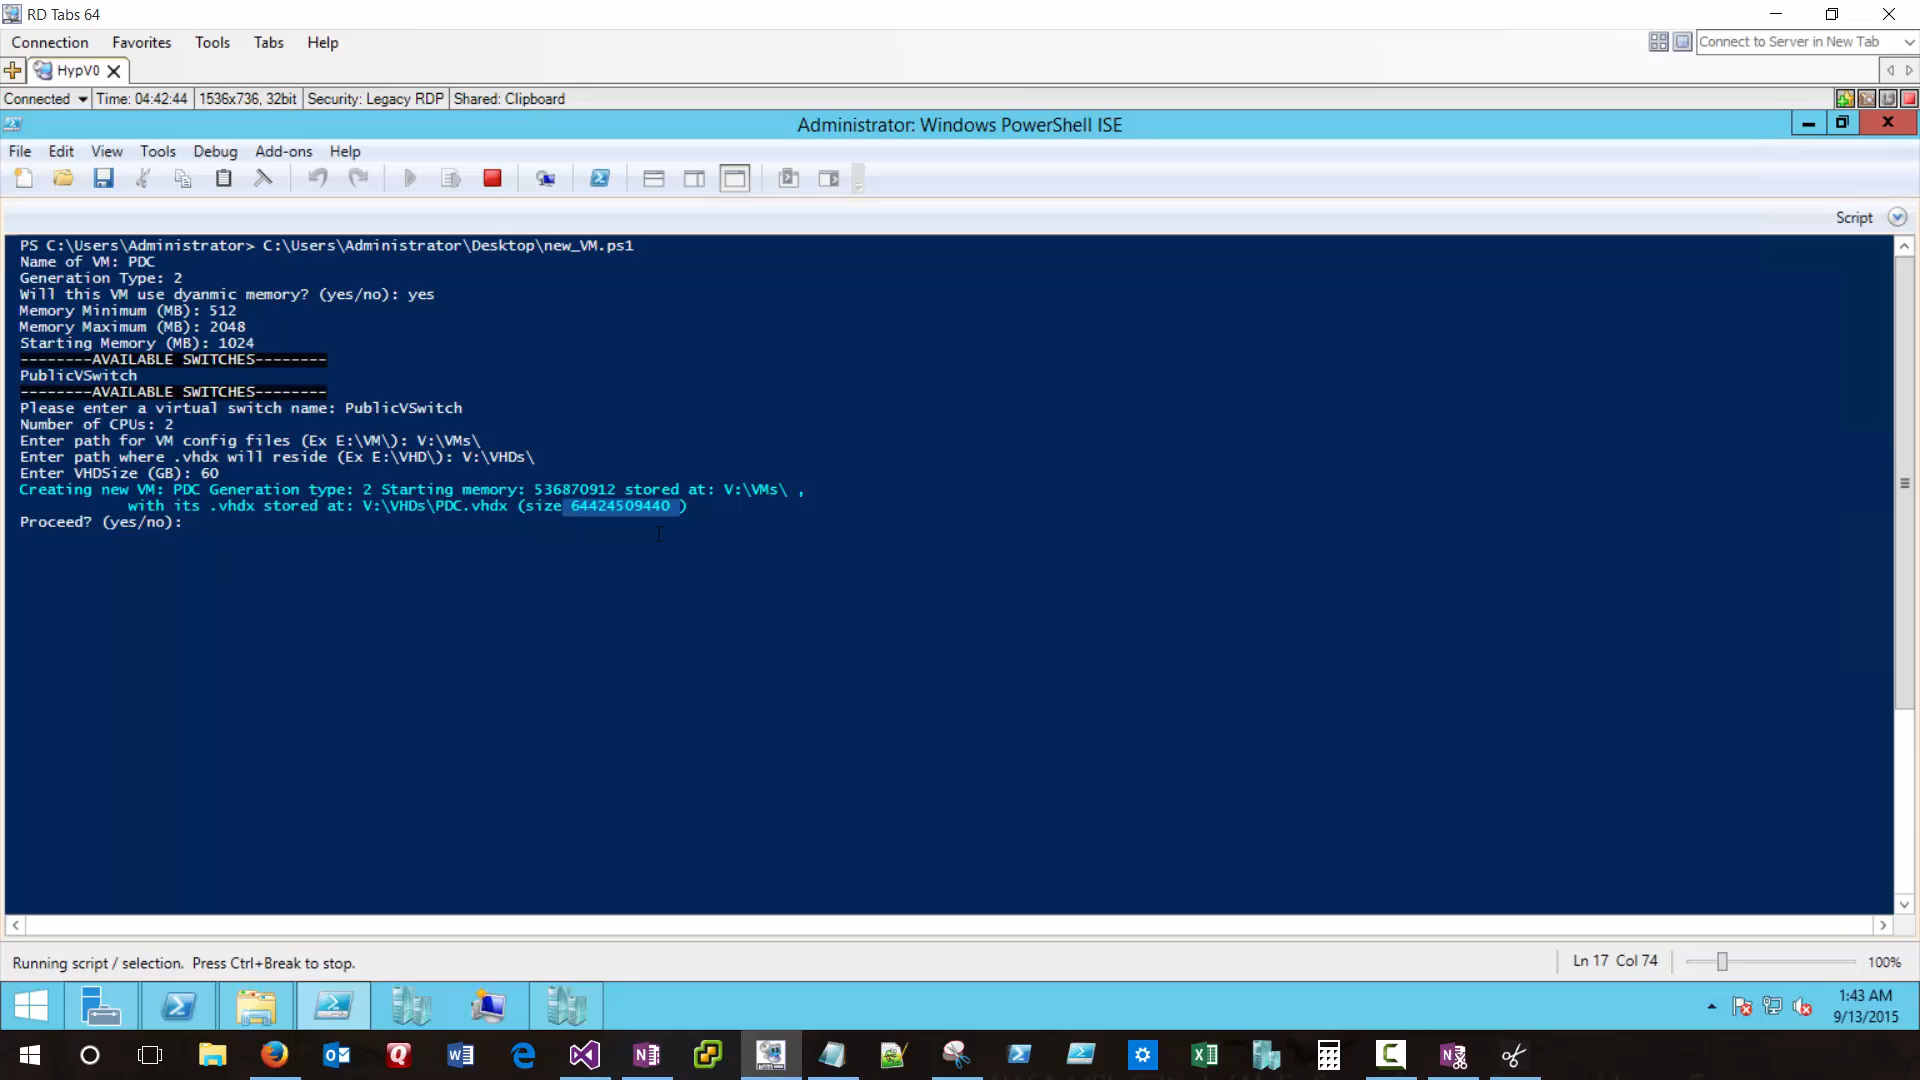 RD Tabs 64
Connection Favorites Tools Tabs Help
Connect to Server in New Tab
HypV0
Connected Time: 04:42:44 1536x736, 32bit Security: Legacy RDP Shared: Clipboard
Administrator: Windows PowerShell ISE
File Edit View Tools Debug Add-ons Help
Script
PS C:\Users\Administrator> C:\Users\Administrator\Desktop\new_VM.ps1
Name of VM: PDC
Generation Type: 2
Will this VM use dyanmic memory? (yes/no): yes
Memory Minimum (MB): 512
Memory Maximum (MB): 2048
Starting Memory (MB): 1024
--------AVAILABLE SWITCHES--------
PublicVSwitch
--------AVAILABLE SWITCHES--------
Please enter a virtual switch name: PublicVSwitch
Number of CPUs: 2
Enter path for VM config files (Ex E:\VM\): V:\VMs\
Enter path where .vhdx will reside (Ex E:\VHD\): V:\VHDs\
Enter VHDSize (GB): 60
Creating new VM: PDC Generation type: 2 Starting memory: 536870912 stored at: V:\VMs\ ,
with its .vhdx stored at: V:\VHDs\PDC.vhdx (size 64424509440 )
Proceed? (yes/no):
Running script / selection. Press Ctrl+Break to stop.
Ln 17 Col 74
100%
1:43 AM
9/13/2015